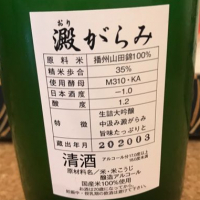 おり
澱がらみ
原料米 播州山田錦100%
精米歩合 35%
使用酵母 M310・KA
日本酒度 -1.0
酸度 1.2
特徴 生詰大吟醸
中汲み澱がらみ
旨味たっぷりと
蔵出年月 202003
清酒
原材料名/米・米こうじ
醸造アルコール
国産米100%使用